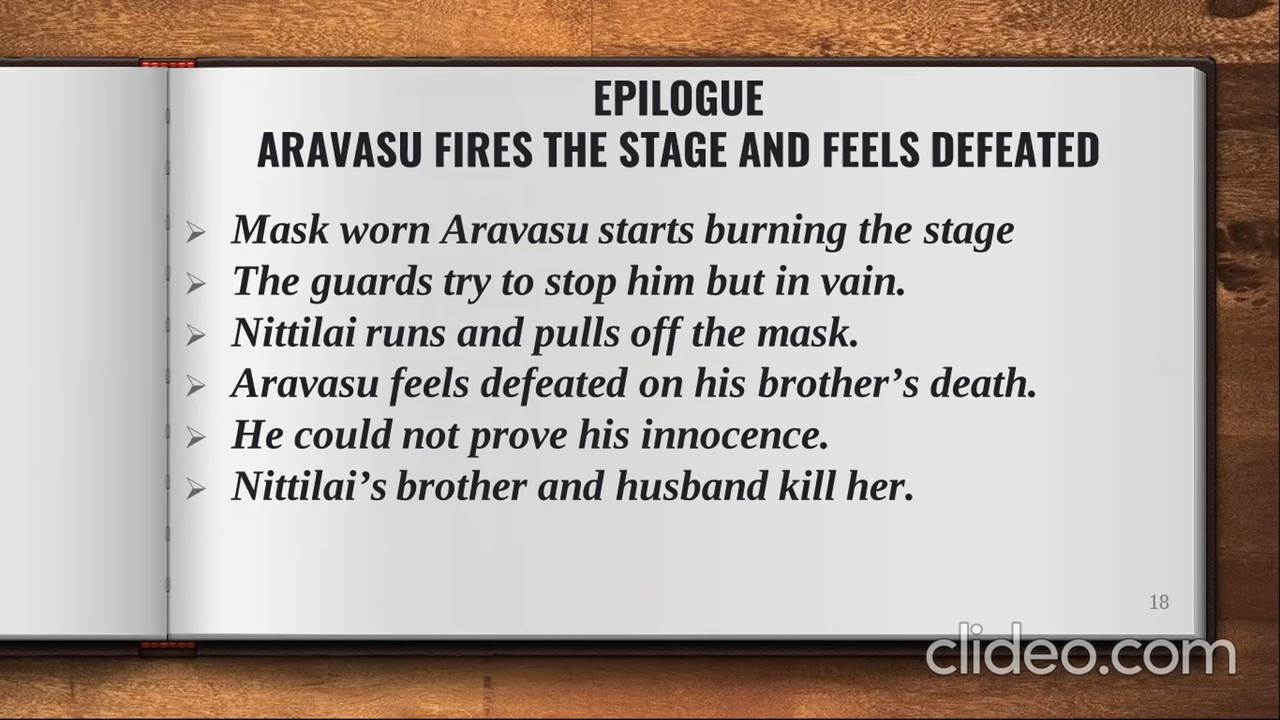 EPILOGUE
ARAVASU FIRES THE STAGE AND FEELS DEFEATED
➢ Mask worn Aravasu starts burning the stage
➢ The guards try to stop him but in vain.
➢ Nittilai runs and pulls off the mask.
➢ Aravasu feels defeated on his brother’s death.
➢ He could not prove his innocence.
➢ Nittilai’s brother and husband kill her.
18
clideo.com